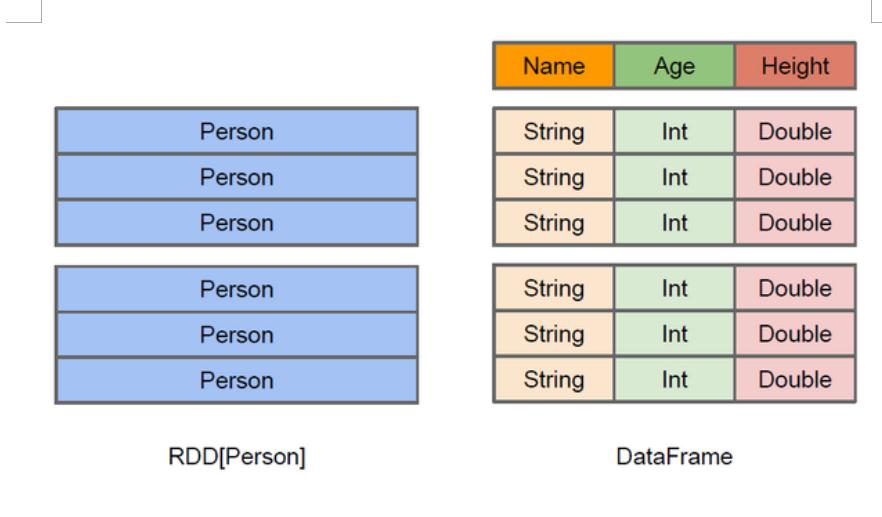 Name Age Height
Person String Int Double
Person String Int Double
Person String Int Double
Person String Int Double
Person String Int Double
Person String Int Double
RDD[Person] DataFrame